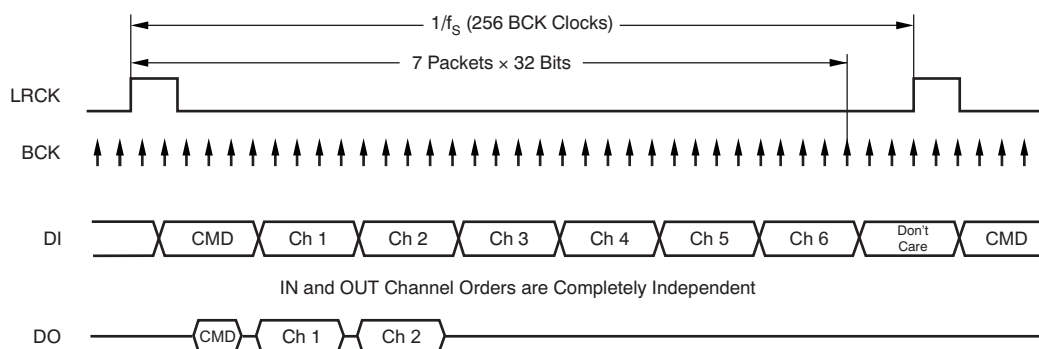 1/fS (256 BCK Clocks)
7 Packets × 32 Bits
LRCK
BCK
DI CMD Ch 1 Ch 2 Ch 3 Ch 4 Ch 5 Ch 6 Don't Care CMD
IN and OUT Channel Orders are Completely Independent
DO CMD Ch 1 Ch 2